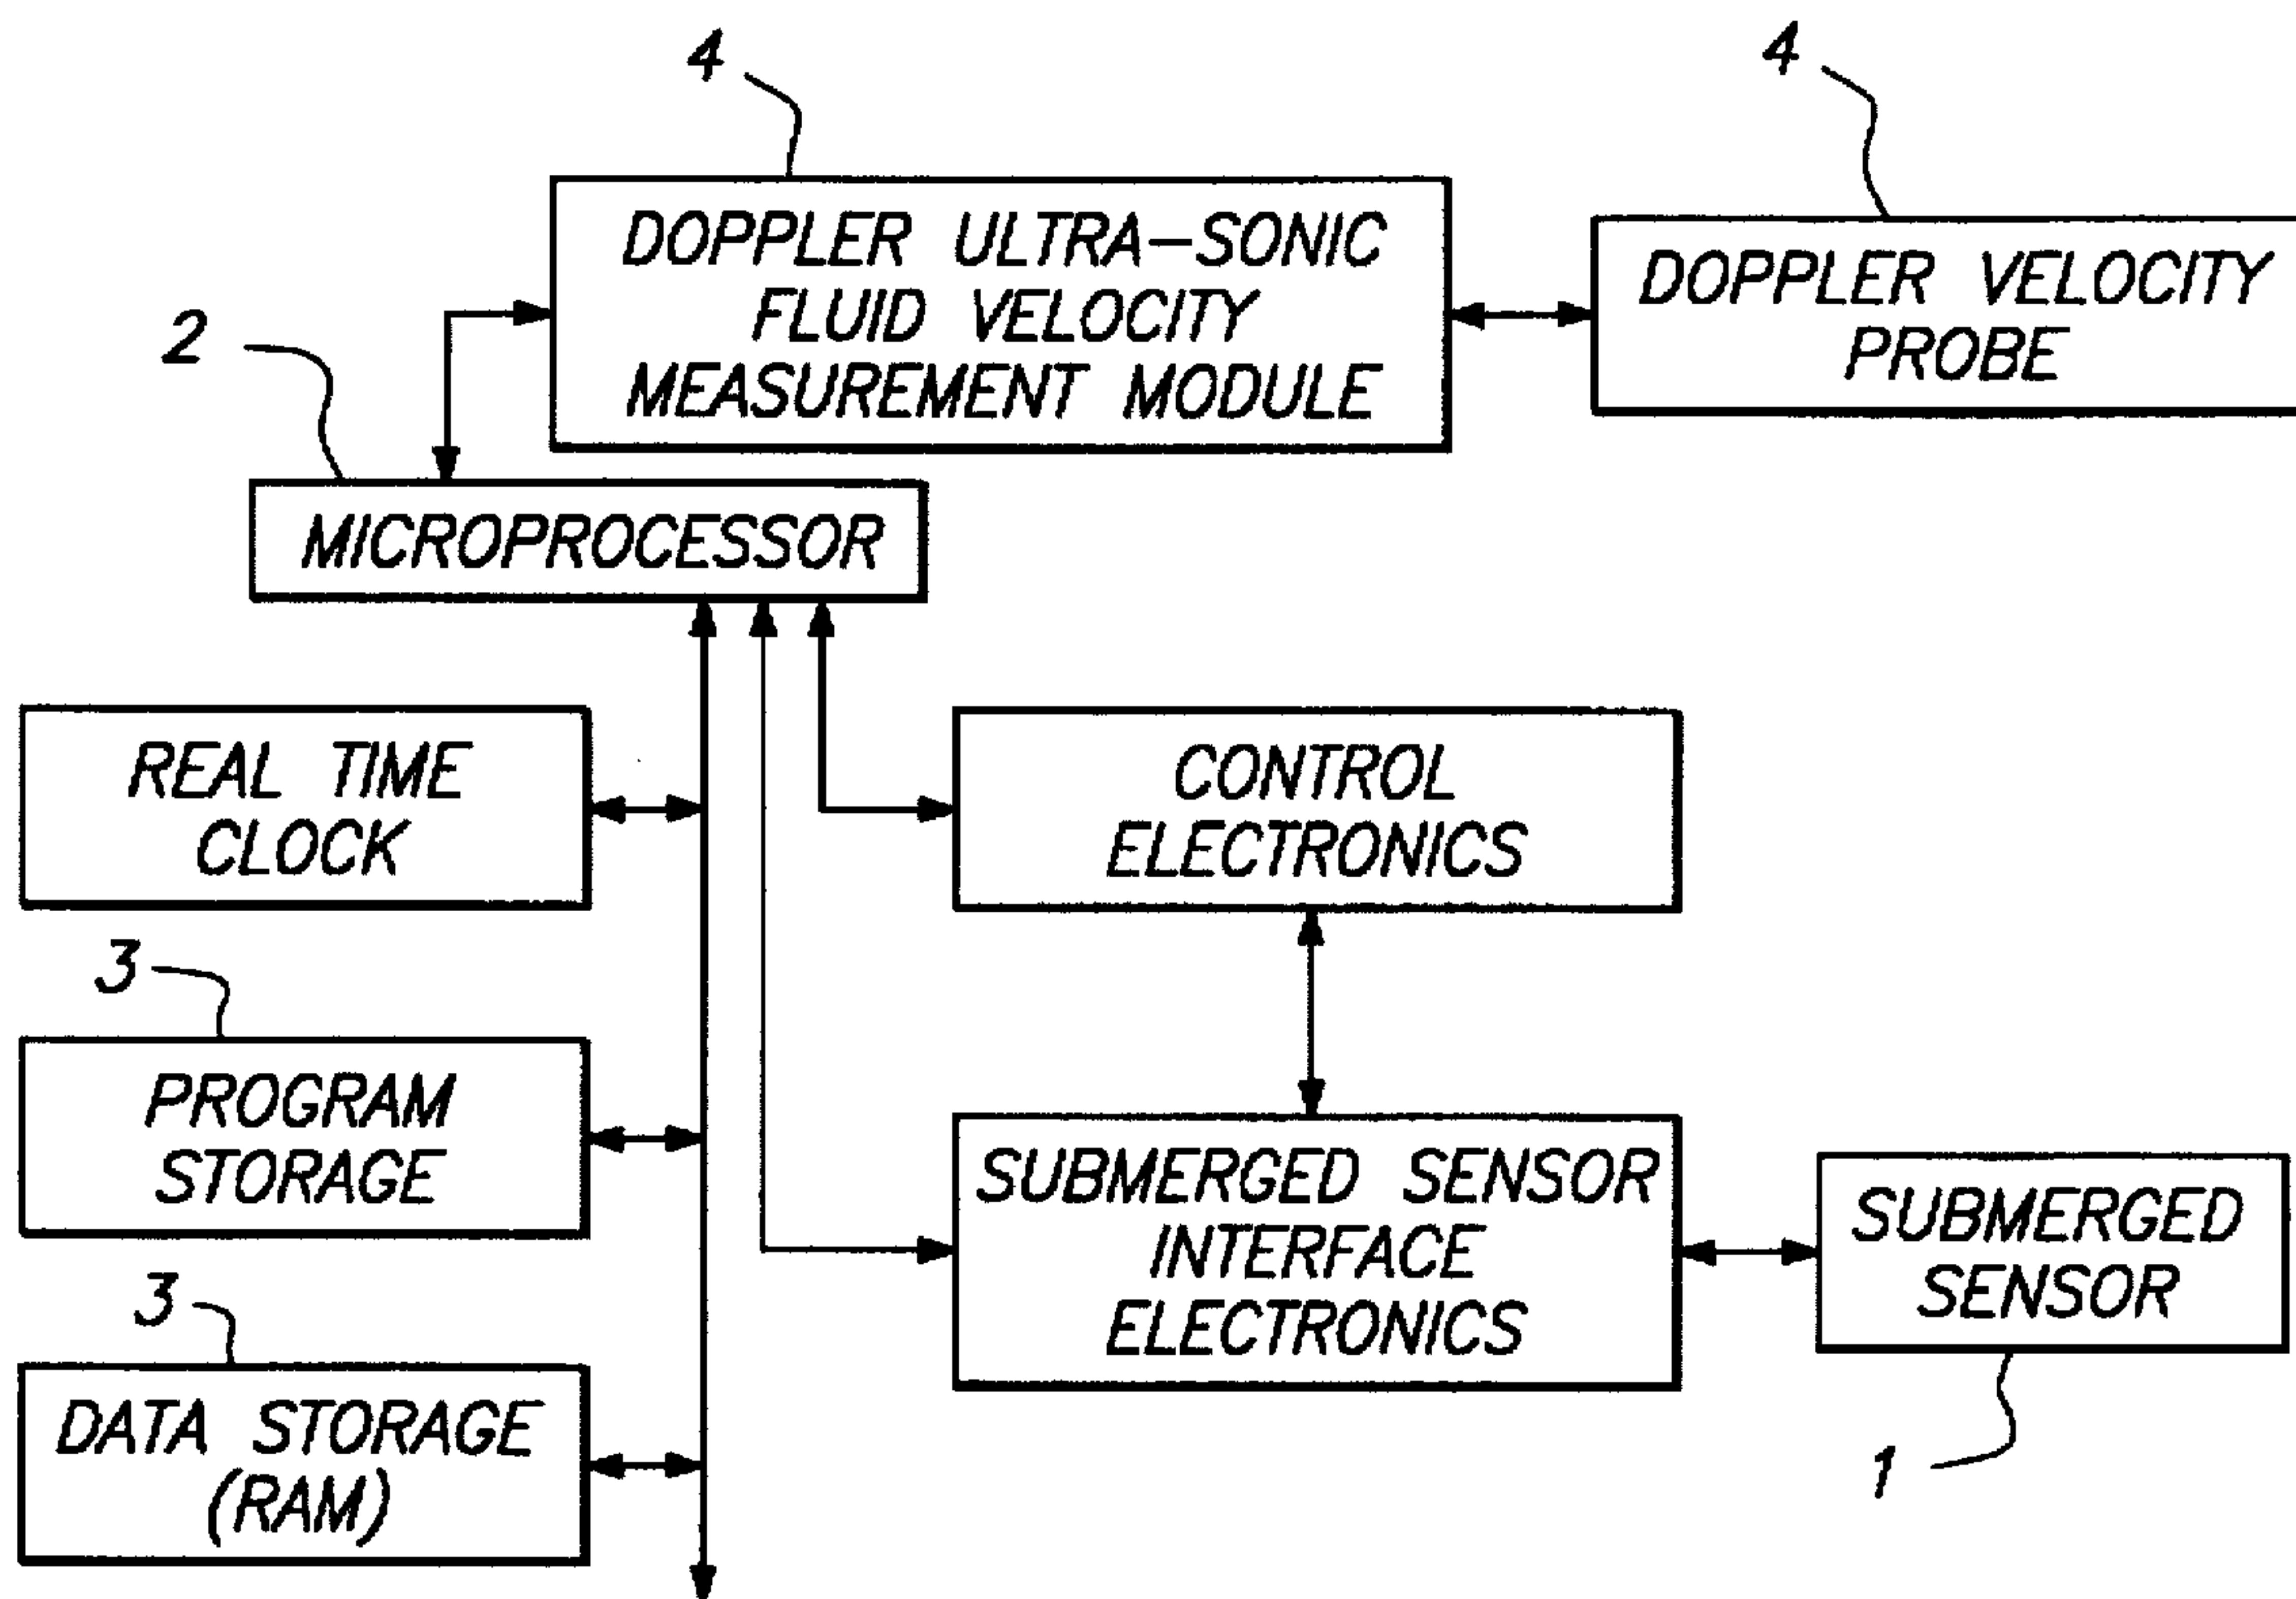 4
4
DOPPLER ULTRA-SONIC
FLUID VELOCITY
MEASUREMENT MODULE
DOPPLER VELOCITY
PROBE
2
MICROPROCESSOR
REAL TIME
CLOCK
CONTROL
ELECTRONICS
3
PROGRAM
STORAGE
SUBMERGED SENSOR
INTERFACE
ELECTRONICS
SUBMERGED
SENSOR
3
DATA STORAGE
(RAM)
1